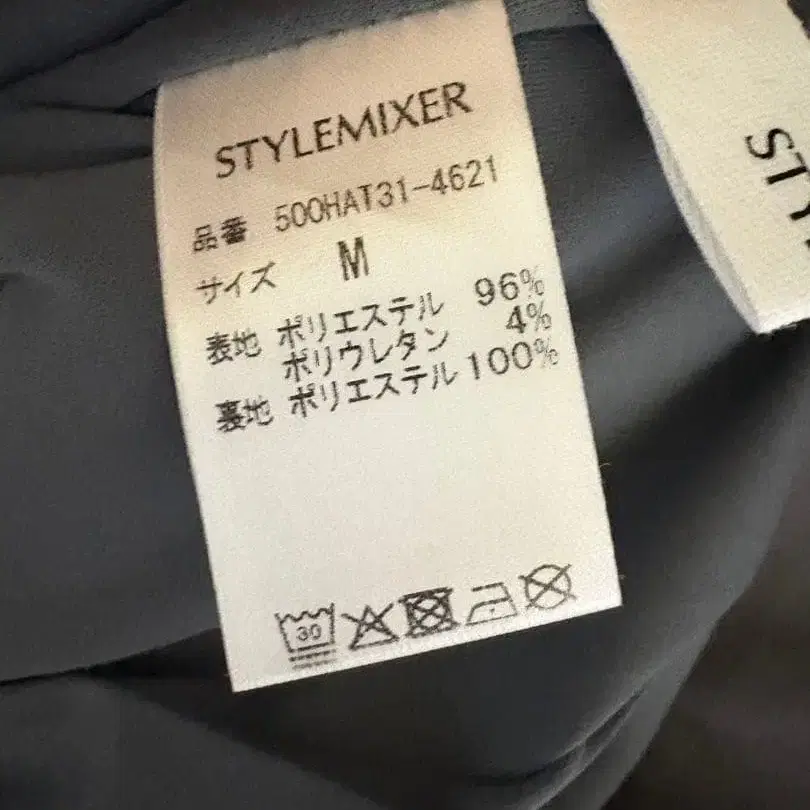 STYLEMIXER
品番 500HAT31-4621
サイズ M
表地 ポリエステル 96%
ポリウレタン 4%
裏地 ポリエステル 100%
30
STY